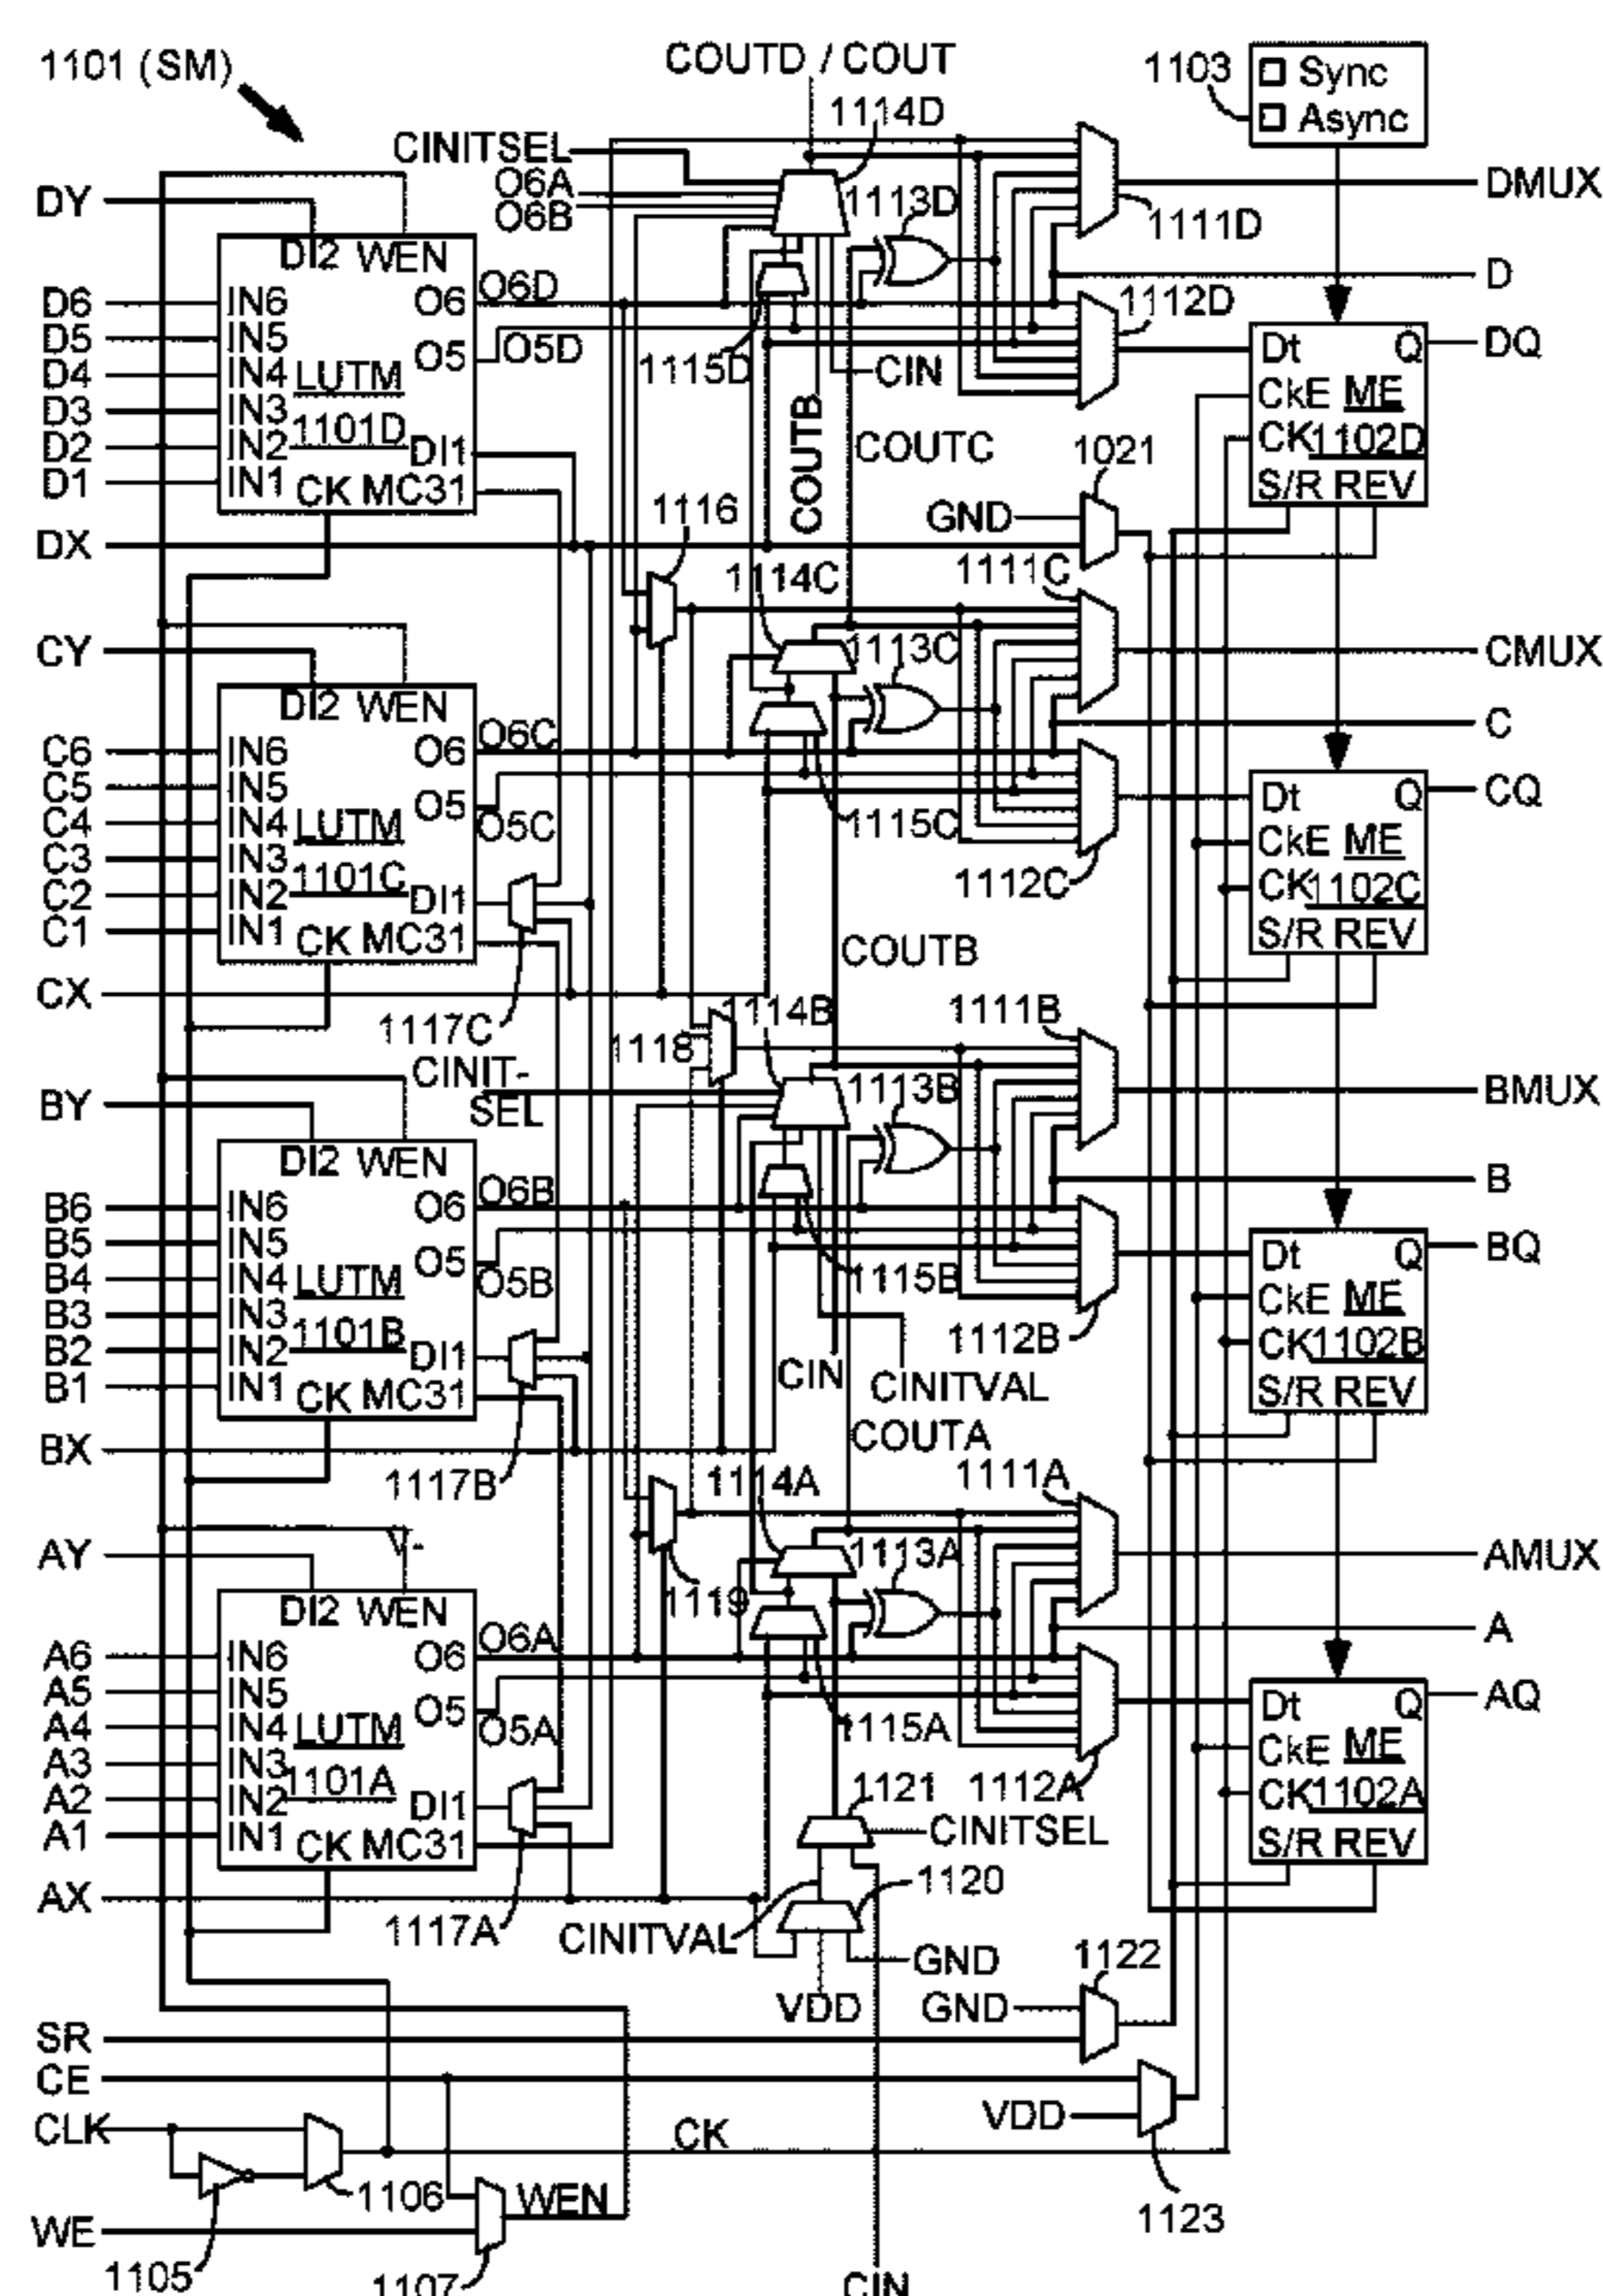 1101 (SM)
COUTD / COUT
1103
Sync
Async
1114D
CINITSEL
O6A
O6B
1113D
DMUX
1111D
DY
DI2 WEN
D
D6 IN6 O6 O6D
1112D
D5 IN5
D4 IN4 LUTM O5 O5D
1115D
CIN
Dt Q DQ
D3 IN3
CkE ME
D2 IN2 1101D DI1
COUTB
COUTC
1021
CK 1102D
D1 IN1 CK MC31
S/R REV
1116
GND
DX
1114C
1111C
CY
1113C
CMUX
DI2 WEN
C
C6 IN6 O6 O6C
C5 IN5
Dt Q CQ
C4 IN4 LUTM O5 O5C
1115C
CkE ME
C3 IN3
1112C
CK 1102C
C2 IN2 1101C DI1
C1 IN1 CK MC31
S/R REV
COUTB
CX
1117C
1114B
1111B
1118
CINIT-
SEL
1113B
BMUX
BY
DI2 WEN
B
B6 IN6 O6 O6B
B5 IN5
Dt Q BQ
B4 IN4 LUTM O5 O5B
1115B
CkE ME
B3 IN3
1112B
CK 1102B
B2 IN2 1101B DI1
CIN
CINITVAL
B1 IN1 CK MC31
S/R REV
COUTA
BX
1117B
1114A
1111A
1113A
AMUX
AY
1119
DI2 WEN
A
A6 IN6 O6 O6A
A5 IN5
Dt Q AQ
A4 IN4 LUTM O5 O5A
1115A
CkE ME
A3 IN3
1121
1112A
CK 1102A
A2 IN2 1101A DI1
CINITSEL
A1 IN1 CK MC31
S/R REV
1120
AX
1117A
CINITVAL
GND
1122
VDD
GND
SR
CE
VDD
CLK
CK
1106
WEN
1123
WE
1105
1107
CIN